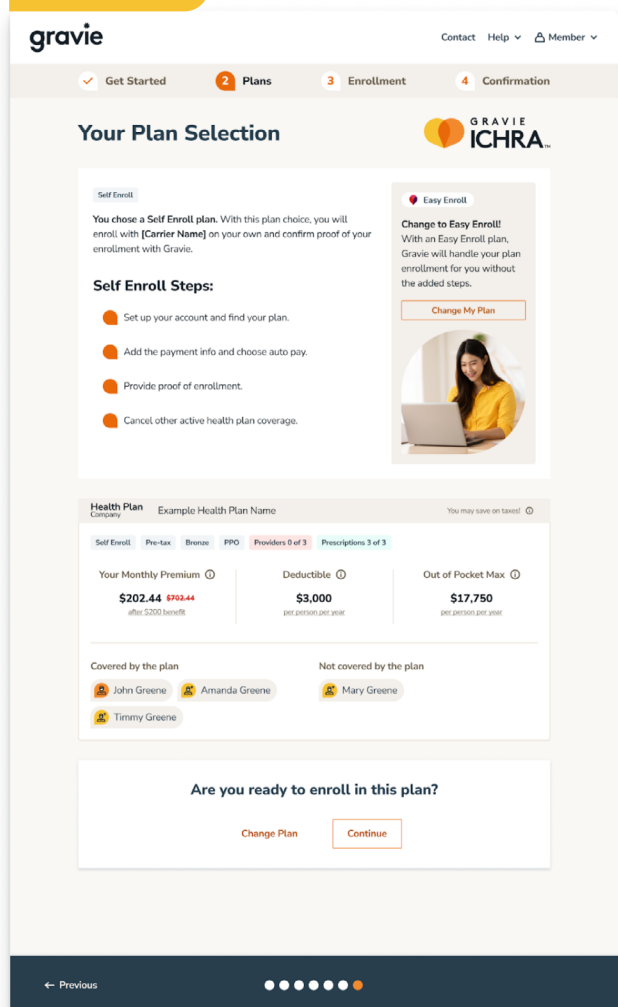 gravie
Contact Help Member
Get Started 2 Plans 3 Enrollment 4 Confirmation
Your Plan Selection
GRAVIE
ICHRA™
Self Enroll
You chose a Self Enroll plan. With this plan choice, you will
enroll with [Carrier Name] on your own and confirm proof of your
enrollment with Gravie.
Self Enroll Steps:
Set up your account and find your plan.
Add the payment info and choose auto pay.
Provide proof of enrollment.
Cancel other active health plan coverage.
Easy Enroll
Change to Easy Enroll!
With an Easy Enroll plan,
Gravie will handle your plan
enrollment for you without
the added steps.
Change My Plan
Health Plan
Company
Example Health Plan Name
You may save on taxes!
Self Enroll Pre-tax Bronze PPO Providers 0 of 3 Prescriptions 3 of 3
Your Monthly Premium
$202.44 $702.44
after $200 benefit
Deductible
$3,000
per person per year
Out of Pocket Max
$17,750
per person per year
Covered by the plan
John Greene Amanda Greene
Timmy Greene
Not covered by the plan
Mary Greene
Are you ready to enroll in this plan?
Change Plan Continue
← Previous